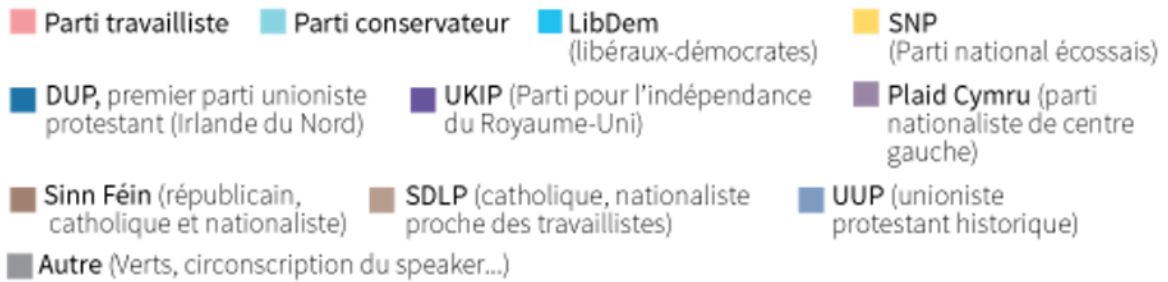 Parti travailliste Parti conservateur LibDem SNP
(libéraux-démocrates) (Parti national écossais)
DUP, premier parti unioniste UKIP (Parti pour l'indépendance Plaid Cymru (parti
protestant (Irlande du Nord) du Royaume-Uni) nationaliste de centre
gauche)
Sinn Féin (républicain, SDLP (catholique, nationaliste UUP (unioniste
catholique et nationaliste) proche des travaillistes) protestant historique)
Autre (Verts, circonscription du speaker...)